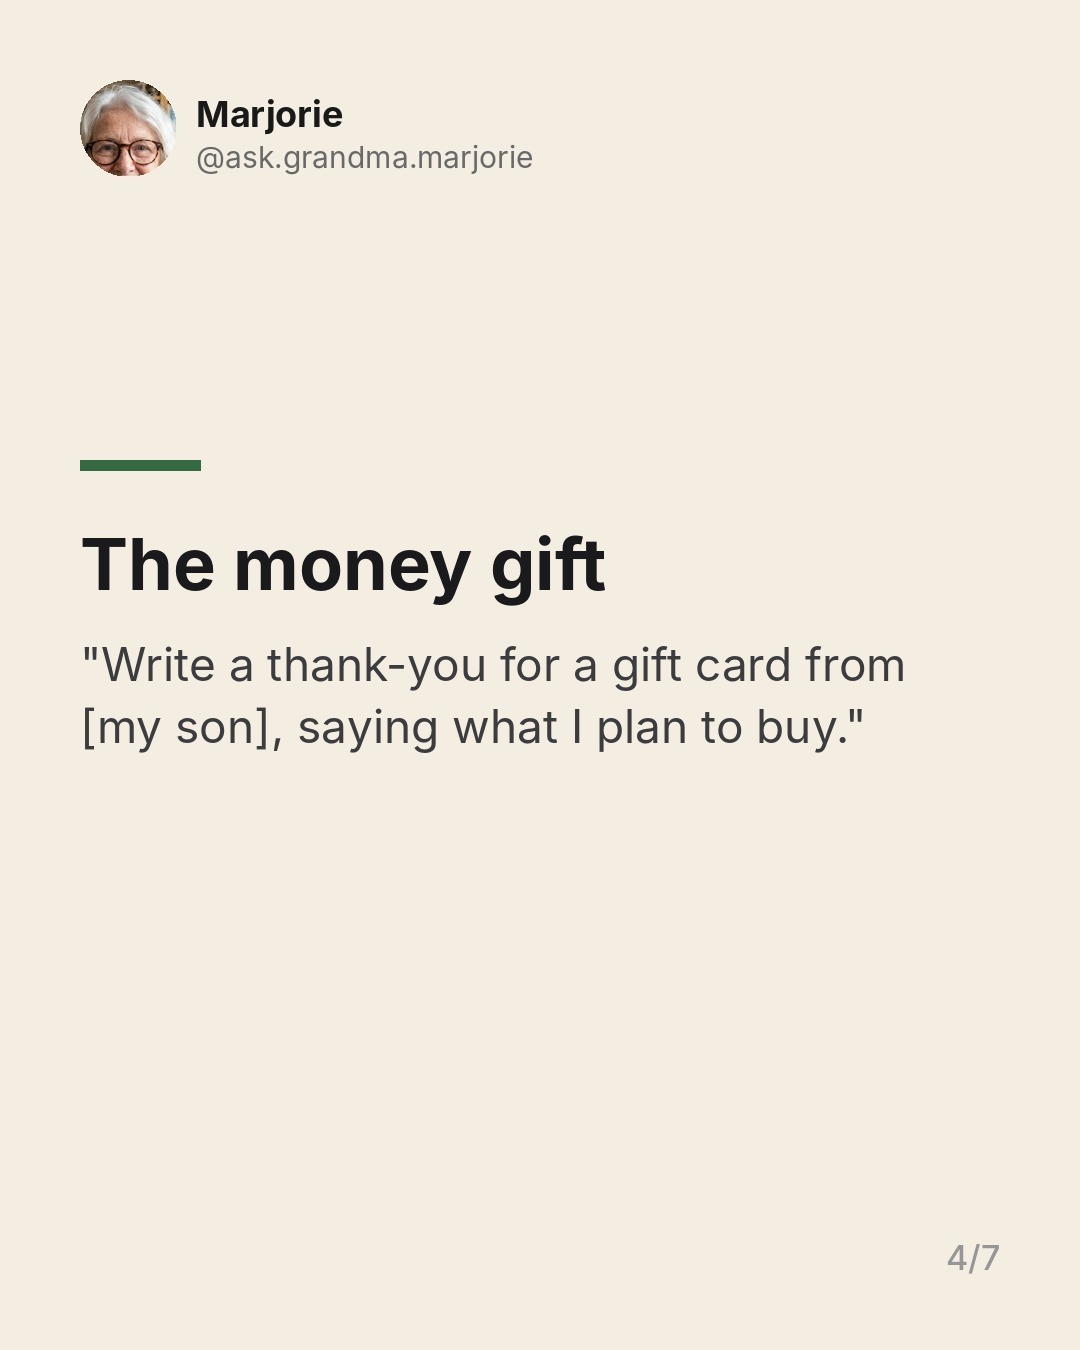 Marjorie
@ask.grandma.marjorie
The money gift
"Write a thank-you for a gift card from
[my son], saying what I plan to buy."
4/7